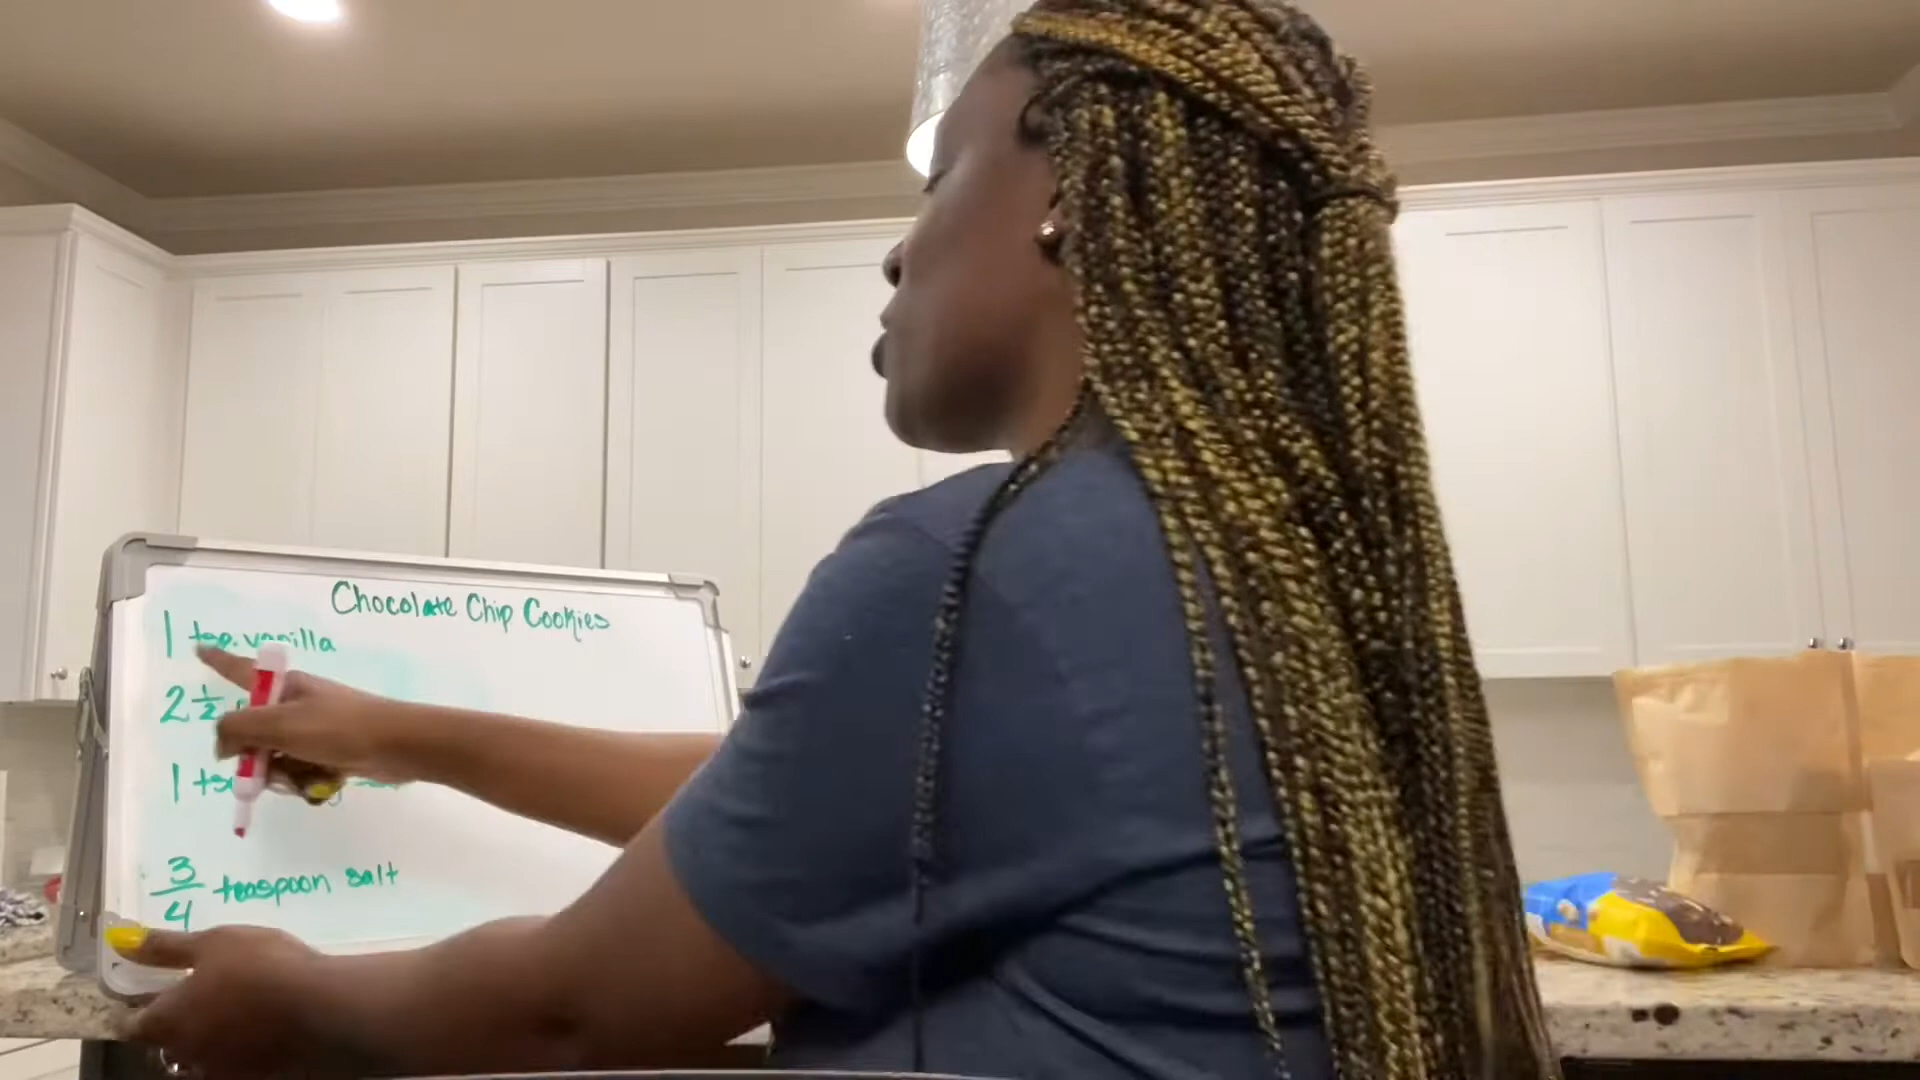 Chocolate Chip Cookies
1 tsp. vanilla
2 1/2
1
3/4 teaspoon salt